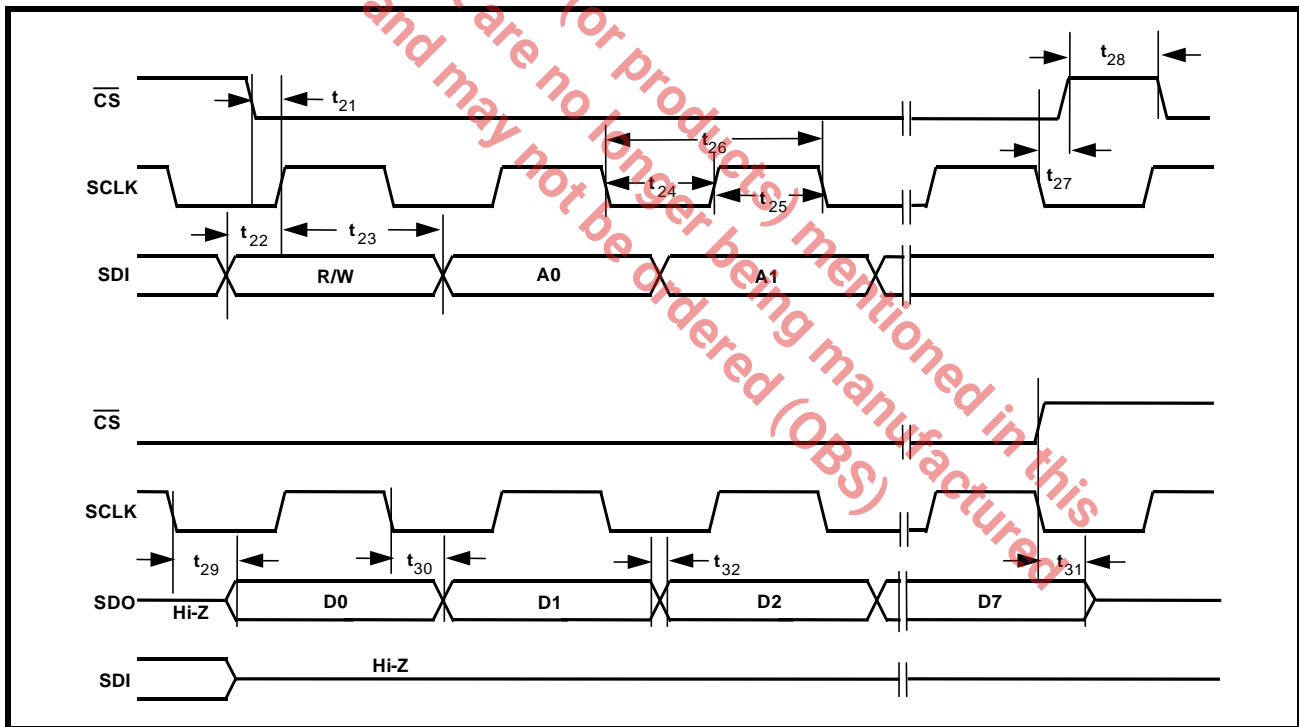 (or products) mentioned in this
t are no longer being manufactured
and may not be ordered (OBS)
CS
t21
t28
SCLK
t26
t24
t25
t27
SDI
t22
t23
R/W
A0
A1
CS
SCLK
t29
t30
t32
t31
SDO
Hi-Z
D0
D1
D2
D7
SDI
Hi-Z